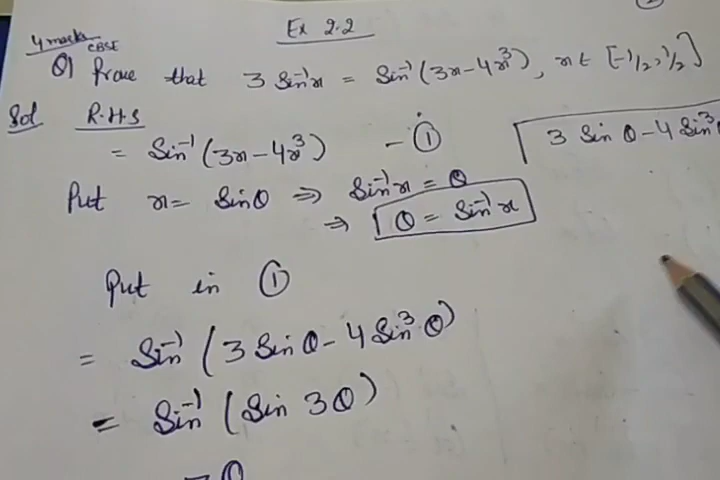 Ex 2.2
4 marks CBSE
Q1 Prove that 3 Sin⁻¹x = Sin⁻¹(3x-4x³), x ∈ [-1/2, 1/2]
Sol R.H.S
= Sin⁻¹(3x-4x³) - ①
3 Sin θ - 4 Sin³
Put x = Sinθ ⇒ Sin⁻¹x = θ
⇒ θ = Sin⁻¹x
Put in ①
= Sin⁻¹(3 Sin θ - 4 Sin³ θ)
= Sin⁻¹(Sin 3θ)